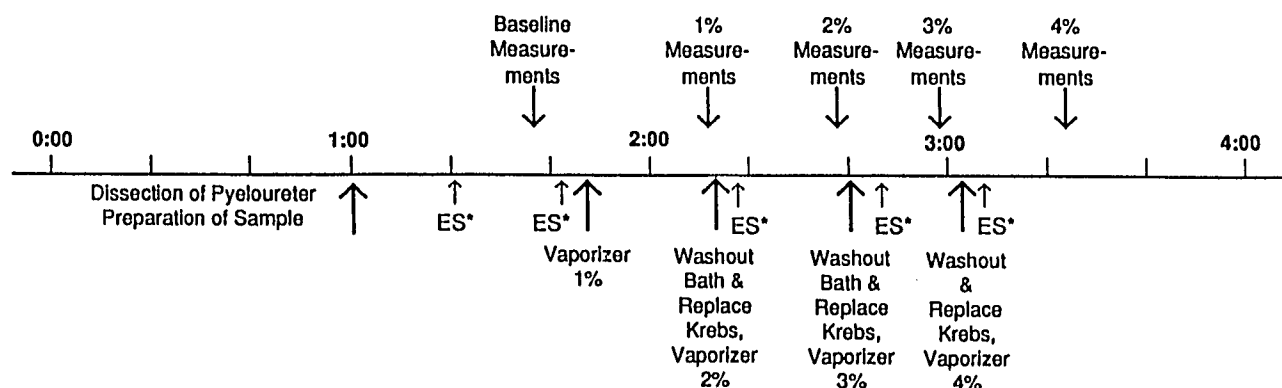 Baseline
Measure-
ments
1%
Measure-
ments
2%
Measure-
ments
3%
Measure-
ments
4%
Measure-
ments
0:00
1:00
2:00
3:00
4:00
Dissection of Pyeloureter
Preparation of Sample
ES*
ES*
ES*
ES*
ES*
Vaporizer
1%
Washout
Bath &
Replace
Krebs,
Vaporizer
2%
Washout
Bath &
Replace
Krebs,
Vaporizer
3%
Washout
&
Replace
Krebs,
Vaporizer
4%